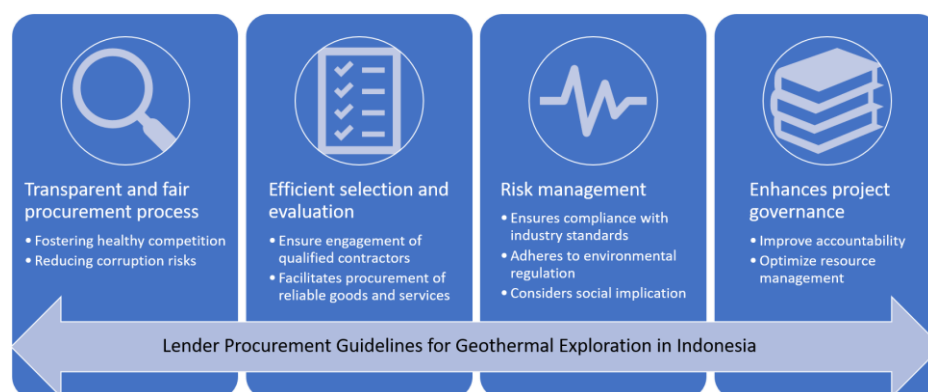 Transparent and fair
procurement process
• Fostering healthy competition
• Reducing corruption risks
Efficient selection and
evaluation
• Ensure engagement of
qualified contractors
• Facilitates procurement of
reliable goods and services
Risk management
• Ensures compliance with
industry standards
• Adheres to environmental
regulation
• Considers social implication
Enhances project
governance
• Improve accountability
• Optimize resource
management
Lender Procurement Guidelines for Geothermal Exploration in Indonesia